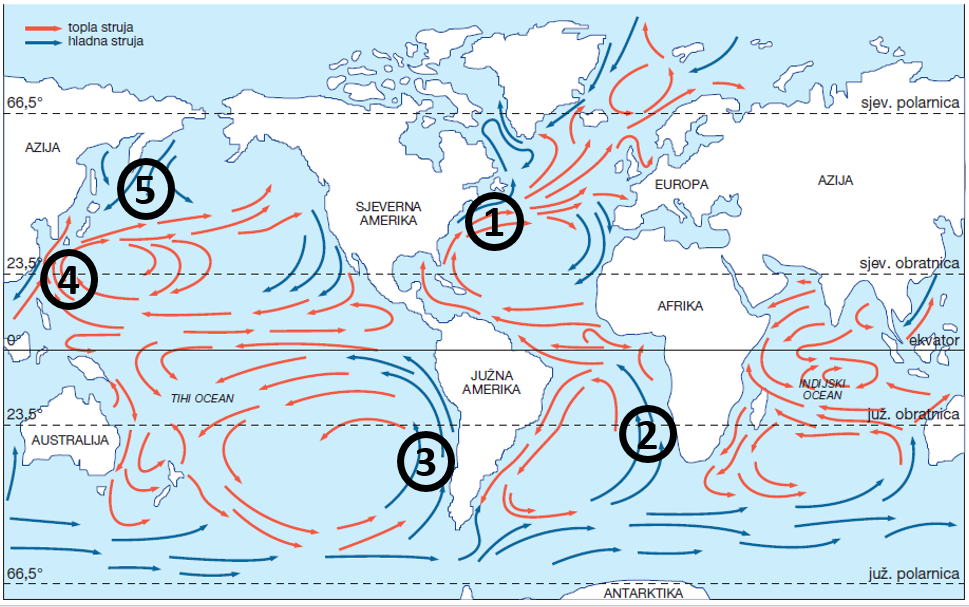 topla struja
hladna struja
66,5°
sjev. polarnica
AZIJA
5
SJEVERNA
AMERIKA
1
EUROPA
AZIJA
23,5°
4
sjev. obratnica
AFRIKA
0°
ekvator
TIHI OCEAN
JUŽNA
AMERIKA
INDIJSKI
OCEAN
23,5°
juž. obratnica
AUSTRALIJA
3
2
66,5°
juž. polarnica
ANTARKTIKA